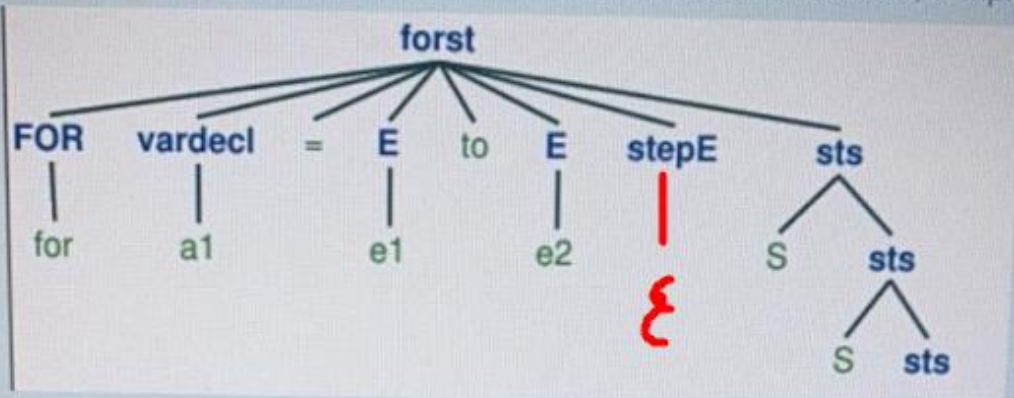 forst
FOR vardecl = E to E stepE sts
for a1 e1 e2 S sts
ε
S sts